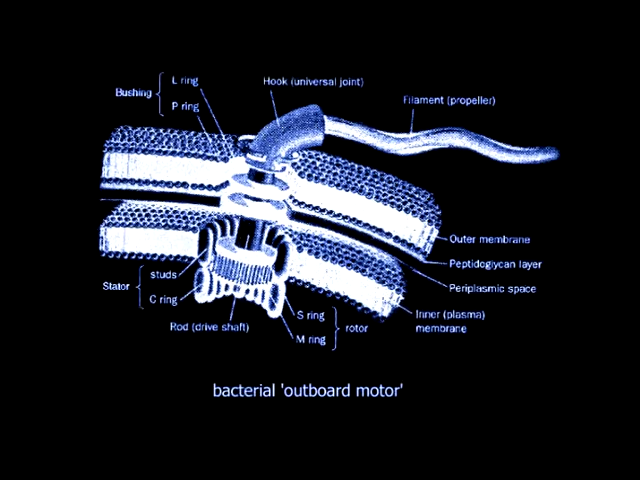 L ring
Bushing
P ring
Hook (universal joint)
Filament (propeller)
Outer membrane
Peptidoglycan layer
Periplasmic space
Inner (plasma)
membrane
studs
Stator
C ring
Rod (drive shaft)
S ring
rotor
M ring
bacterial 'outboard motor'